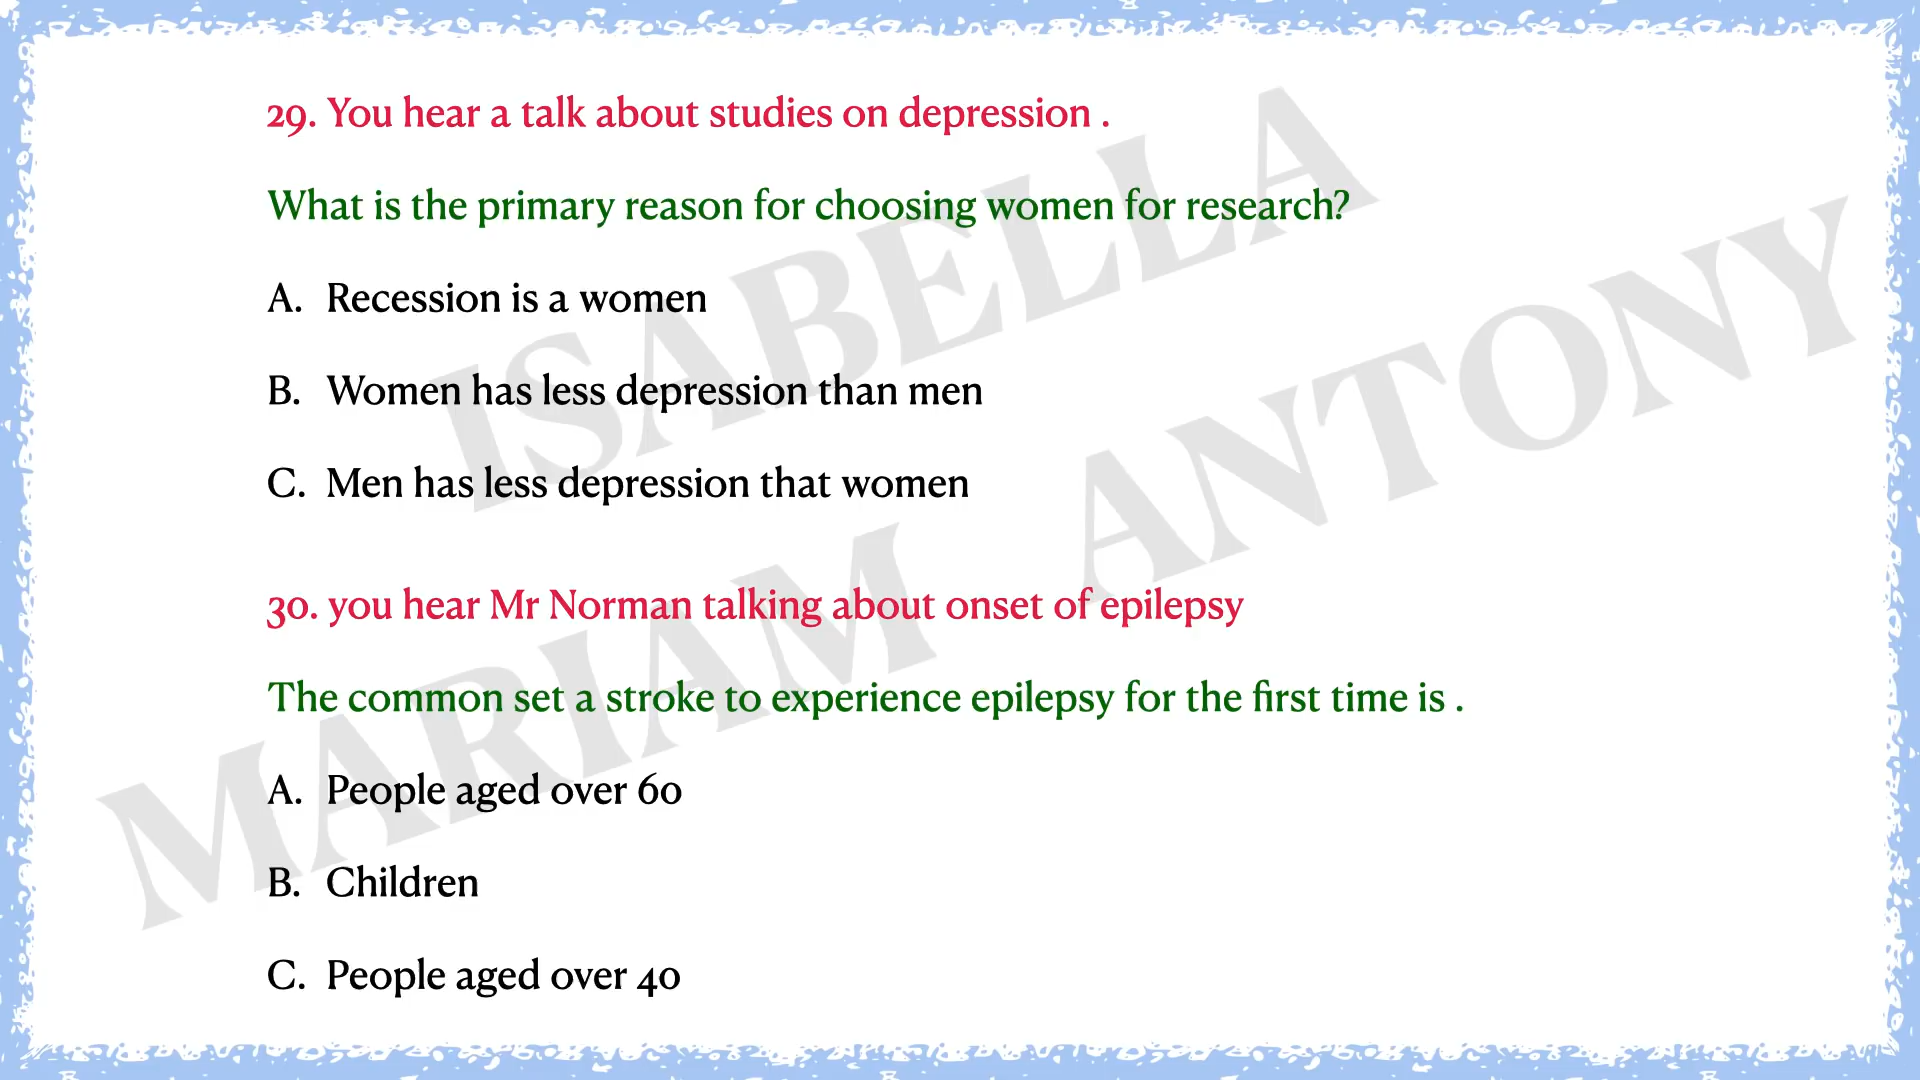 29. You hear a talk about studies on depression .
What is the primary reason for choosing women for research?
A. Recession is a women
B. Women has less depression than men
C. Men has less depression that women
30. you hear Mr Norman talking about onset of epilepsy
The common set a stroke to experience epilepsy for the first time is .
A. People aged over 60
B. Children
C. People aged over 40
ISABELLA
MARIAM ANTONY